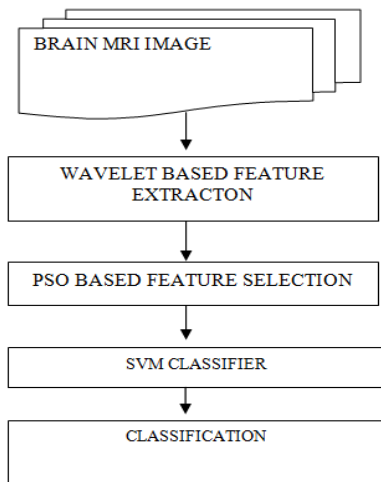 BRAIN MRI IMAGE
WAVELET BASED FEATURE
EXTRACTON
PSO BASED FEATURE SELECTION
SVM CLASSIFIER
CLASSIFICATION